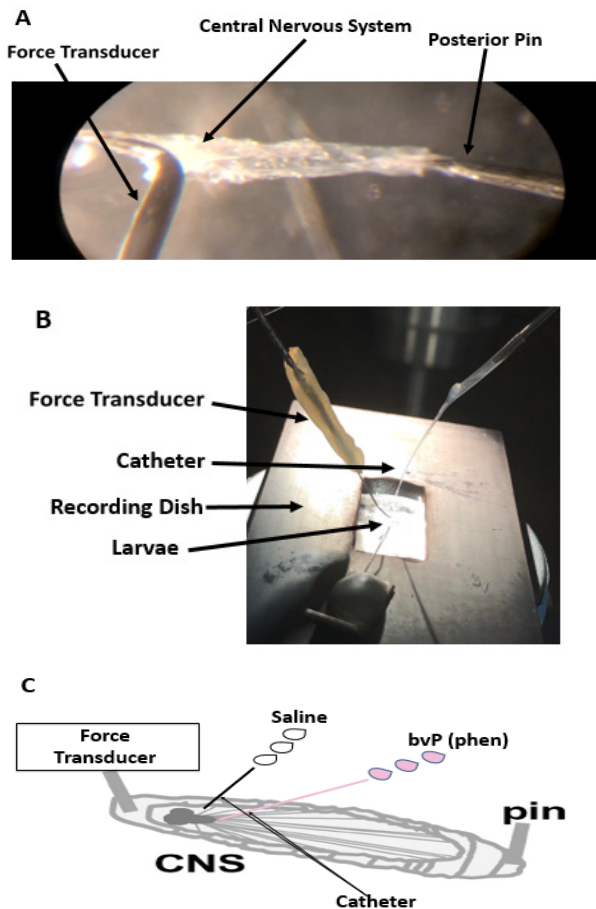 A
Central Nervous System
Force Transducer
Posterior Pin
B
Force Transducer
Catheter
Recording Dish
Larvae
C
Saline
Force
Transducer
bvP (phen)
pin
CNS
Catheter